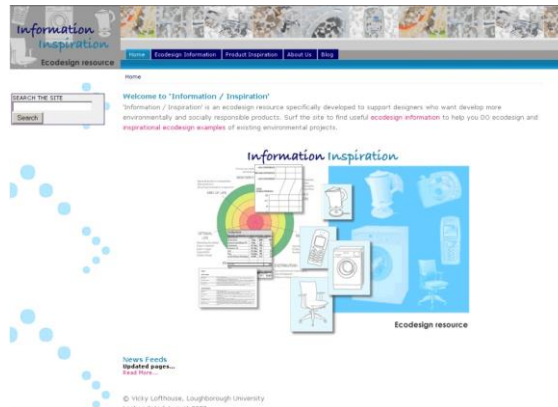 Information
Inspiration
Ecodesign resource
Home
Ecodesign Information
Product Inspiration
About Us
Blog
Home
SEARCH THE SITE
Search
Welcome to 'Information / Inspiration'
'Information / Inspiration' is an ecodesign resource specifically developed to support designers who want develop more
environmentally and socially responsible products. Surf the site to find useful ecodesign information to help you DO ecodesign and
inspirational ecodesign examples of existing environmental projects.
Information Inspiration
Ecodesign resource
News Feeds
Updated pages...
Read More...
© Vicky Lofthouse, Loughborough University